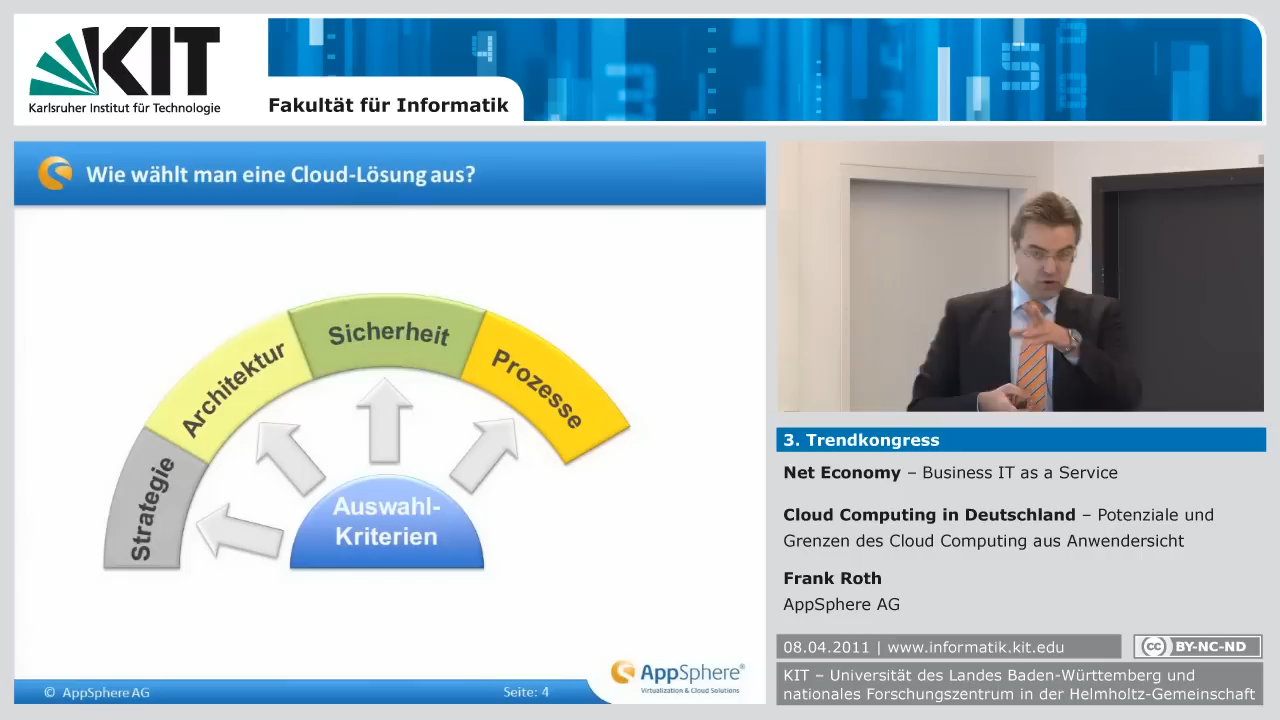 KIT
Karlsruher Institut für Technologie
Fakultät für Informatik
Wie wählt man eine Cloud-Lösung aus?
Strategie
Architektur
Sicherheit
Prozesse
Auswahl-
Kriterien
© AppSphere AG
Seite: 4
AppSphere®
Virtualization & Cloud Solutions
3. Trendkongress
Net Economy – Business IT as a Service
Cloud Computing in Deutschland – Potenziale und
Grenzen des Cloud Computing aus Anwendersicht
Frank Roth
AppSphere AG
08.04.2011 | www.informatik.kit.edu
cc BY-NC-ND
KIT – Universität des Landes Baden-Württemberg und
nationales Forschungszentrum in der Helmholtz-Gemeinschaft